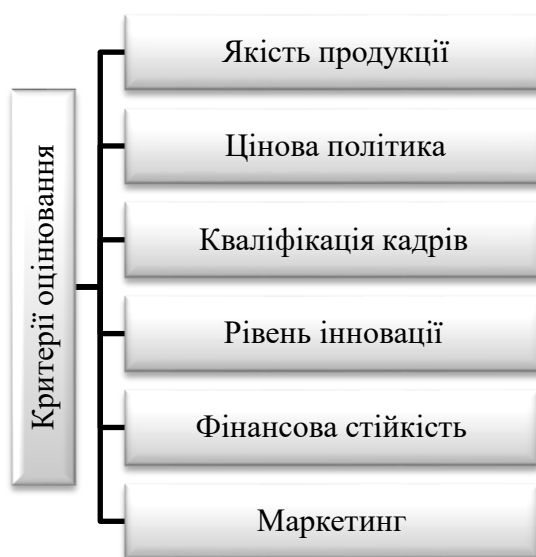 Критерії оцінювання
Якість продукції
Цінова політика
Кваліфікація кадрів
Рівень інновації
Фінансова стійкість
Маркетинг